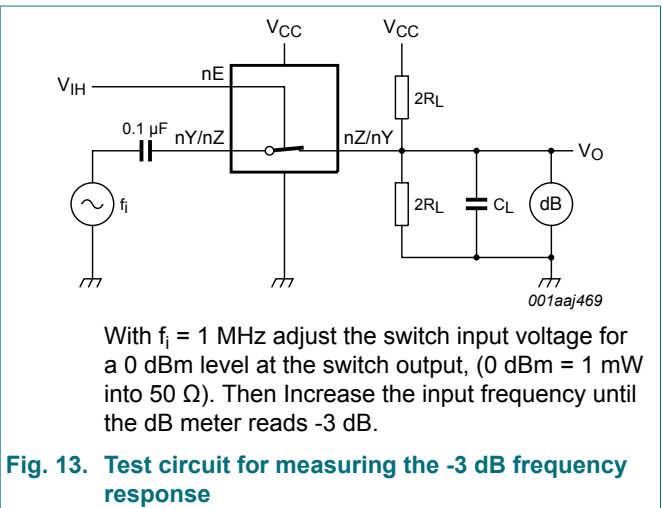 V_CC V_CC
nE
V_IH
2R_L
0.1 µF nY/nZ nZ/nY
V_O
f_i
2R_L C_L dB
001aaj469
With f_i = 1 MHz adjust the switch input voltage for
a 0 dBm level at the switch output, (0 dBm = 1 mW
into 50 Ω). Then Increase the input frequency until
the dB meter reads -3 dB.
Fig. 13. Test circuit for measuring the -3 dB frequency
response